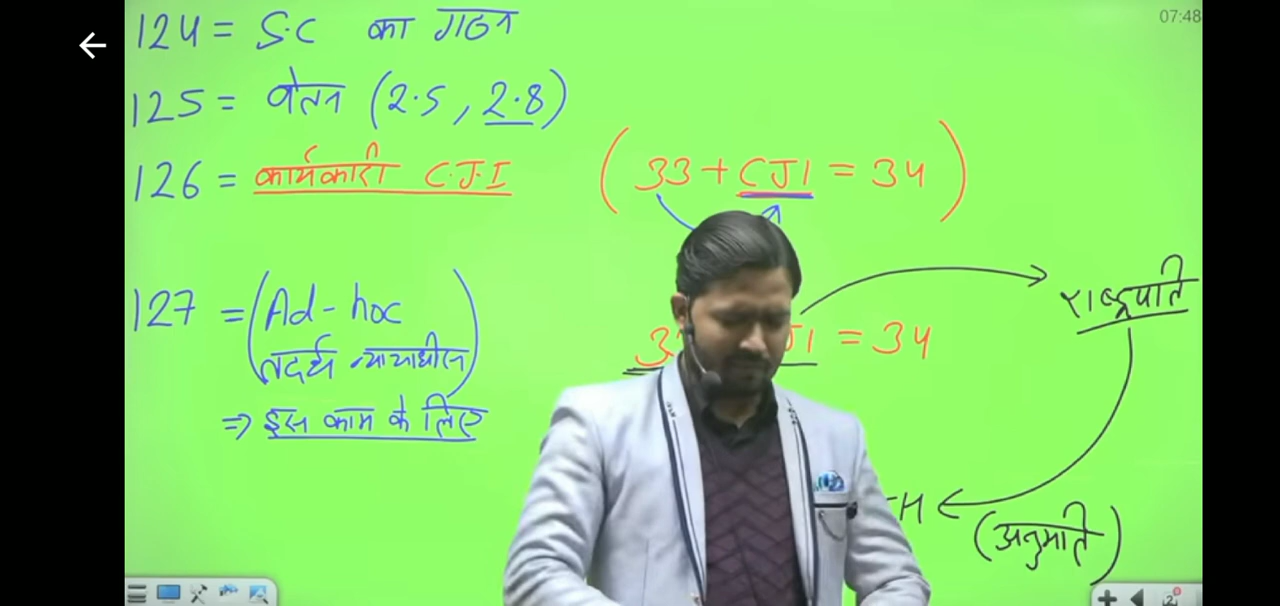 07:48
124 = S.C का गठन
125 = वेतन (2.5, 2.8)
126 = कार्यकारी C.J.I
(33 + CJI = 34)
127 = (Ad-hoc
तदर्थ न्यायाधीश)
⇒ इस काम के लिए
= 34
राष्ट्रपति
(अनुमति)